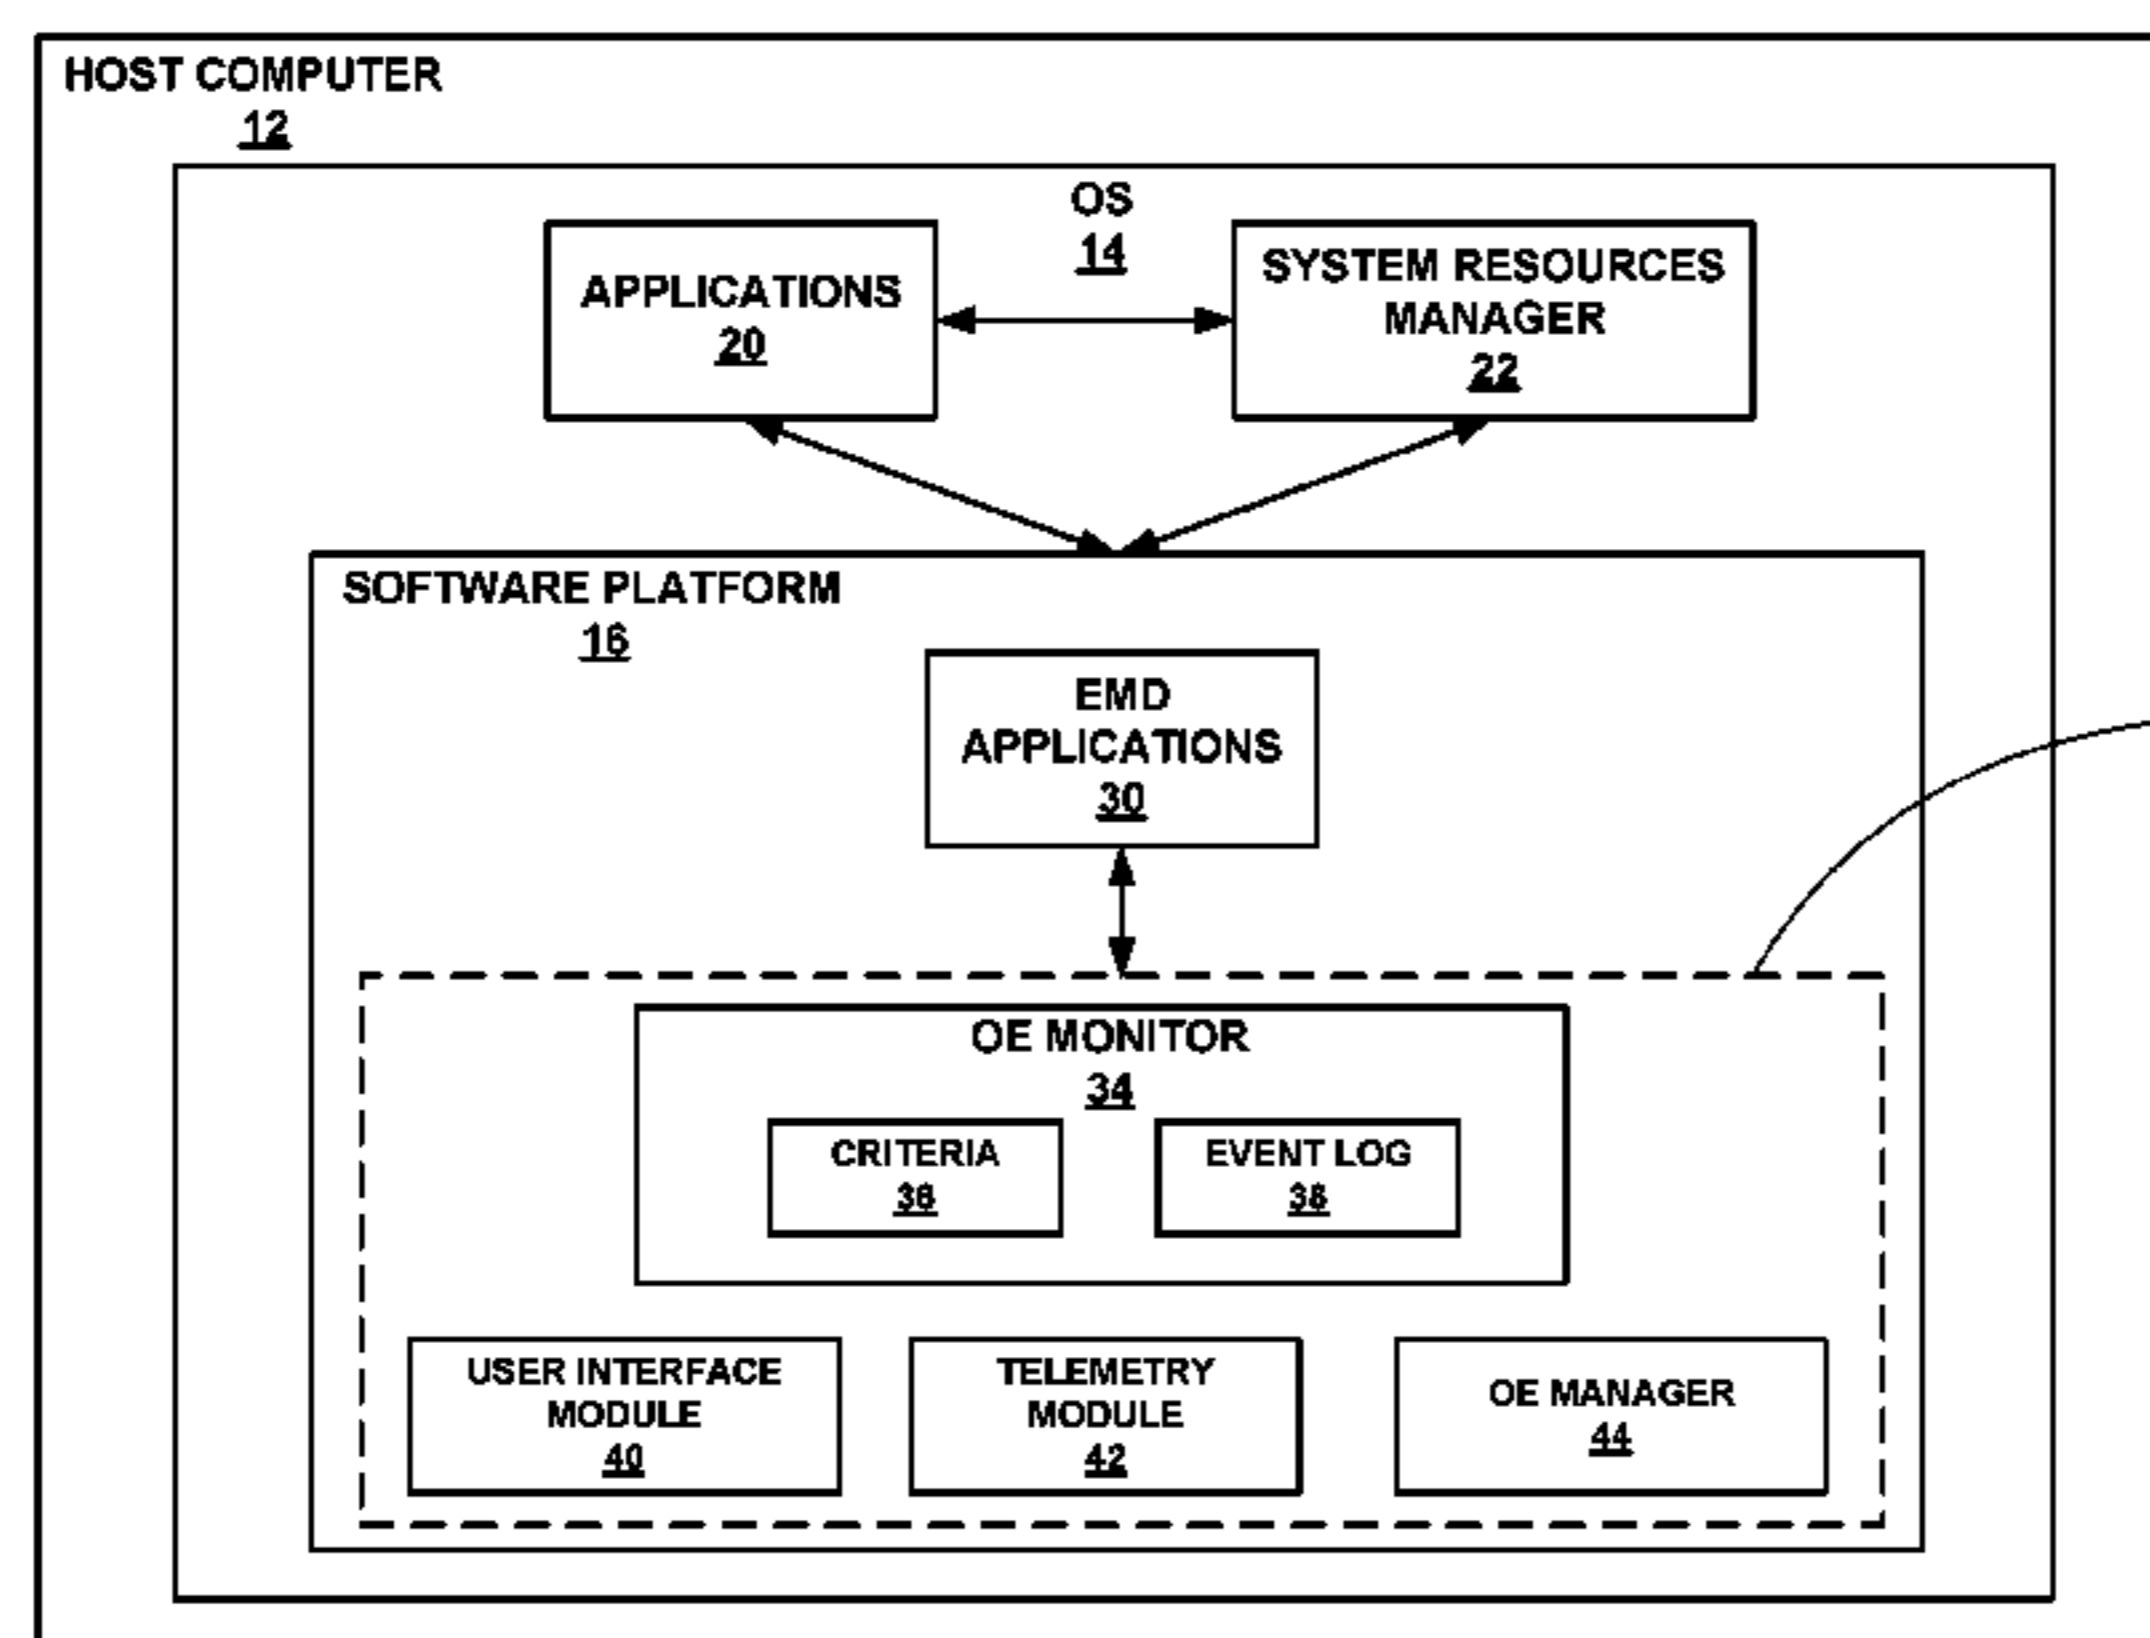 HOST COMPUTER
12
OS
14
APPLICATIONS
20
SYSTEM RESOURCES
MANAGER
22
SOFTWARE PLATFORM
16
EMD
APPLICATIONS
30
OE MONITOR
34
CRITERIA
36
EVENT LOG
38
USER INTERFACE
MODULE
40
TELEMETRY
MODULE
42
OE MANAGER
44